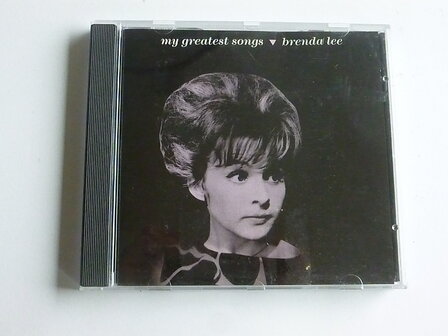 my greatest songs ▼ brenda lee